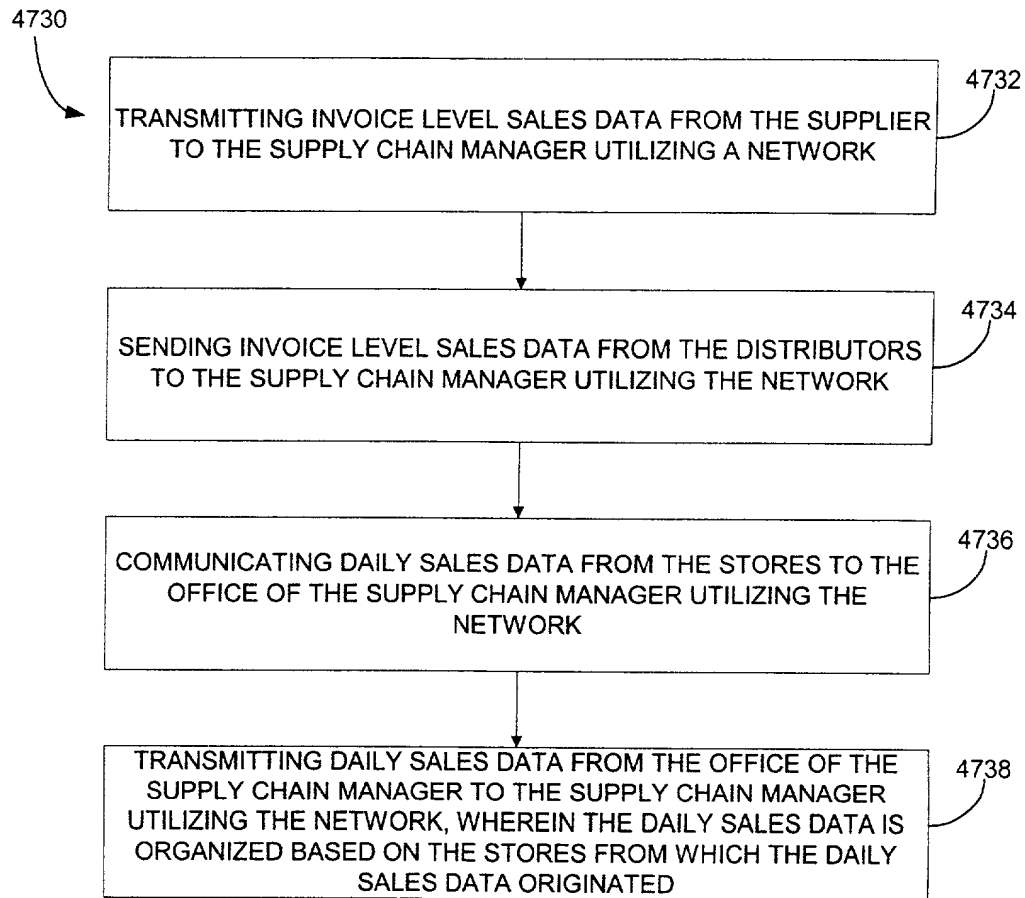 4730
4732
TRANSMITTING INVOICE LEVEL SALES DATA FROM THE SUPPLIER
TO THE SUPPLY CHAIN MANAGER UTILIZING A NETWORK
4734
SENDING INVOICE LEVEL SALES DATA FROM THE DISTRIBUTORS
TO THE SUPPLY CHAIN MANAGER UTILIZING THE NETWORK
4736
COMMUNICATING DAILY SALES DATA FROM THE STORES TO THE
OFFICE OF THE SUPPLY CHAIN MANAGER UTILIZING THE
NETWORK
4738
TRANSMITTING DAILY SALES DATA FROM THE OFFICE OF THE
SUPPLY CHAIN MANAGER TO THE SUPPLY CHAIN MANAGER
UTILIZING THE NETWORK, WHEREIN THE DAILY SALES DATA IS
ORGANIZED BASED ON THE STORES FROM WHICH THE DAILY
SALES DATA ORIGINATED